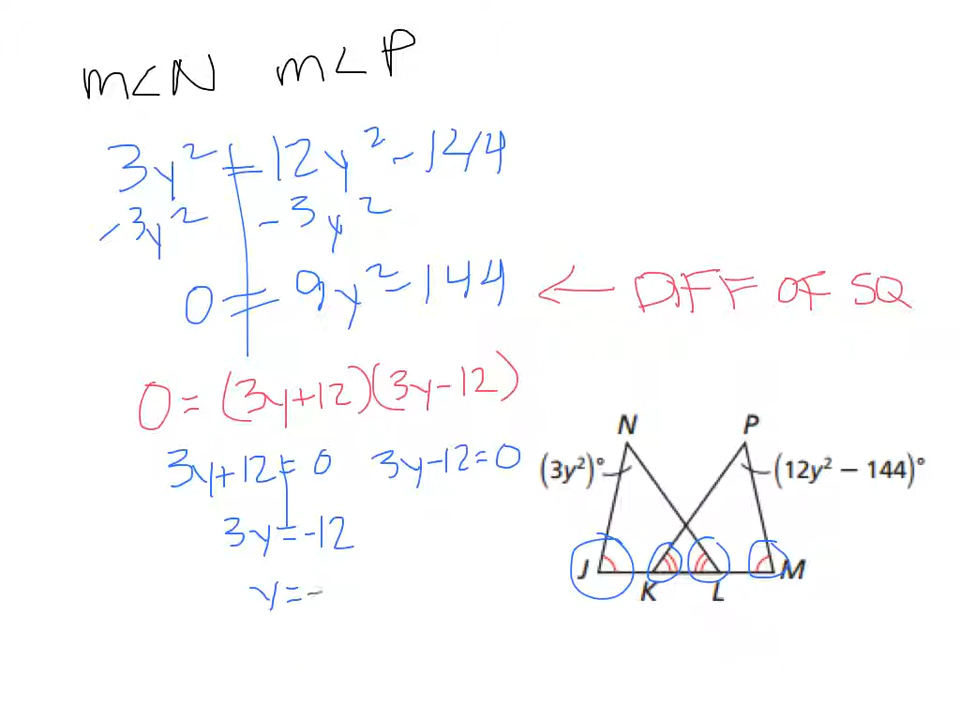 m<N m<P
3y² = 12y² - 144
-3y² -3y²
0 = 9y² - 144 ← DIFF OF SQ
0 = (3y+12)(3y-12)
3y+12=0 3y-12=0
3y=-12
y=-
N P
(3y²)° (12y² – 144)°
J K L M